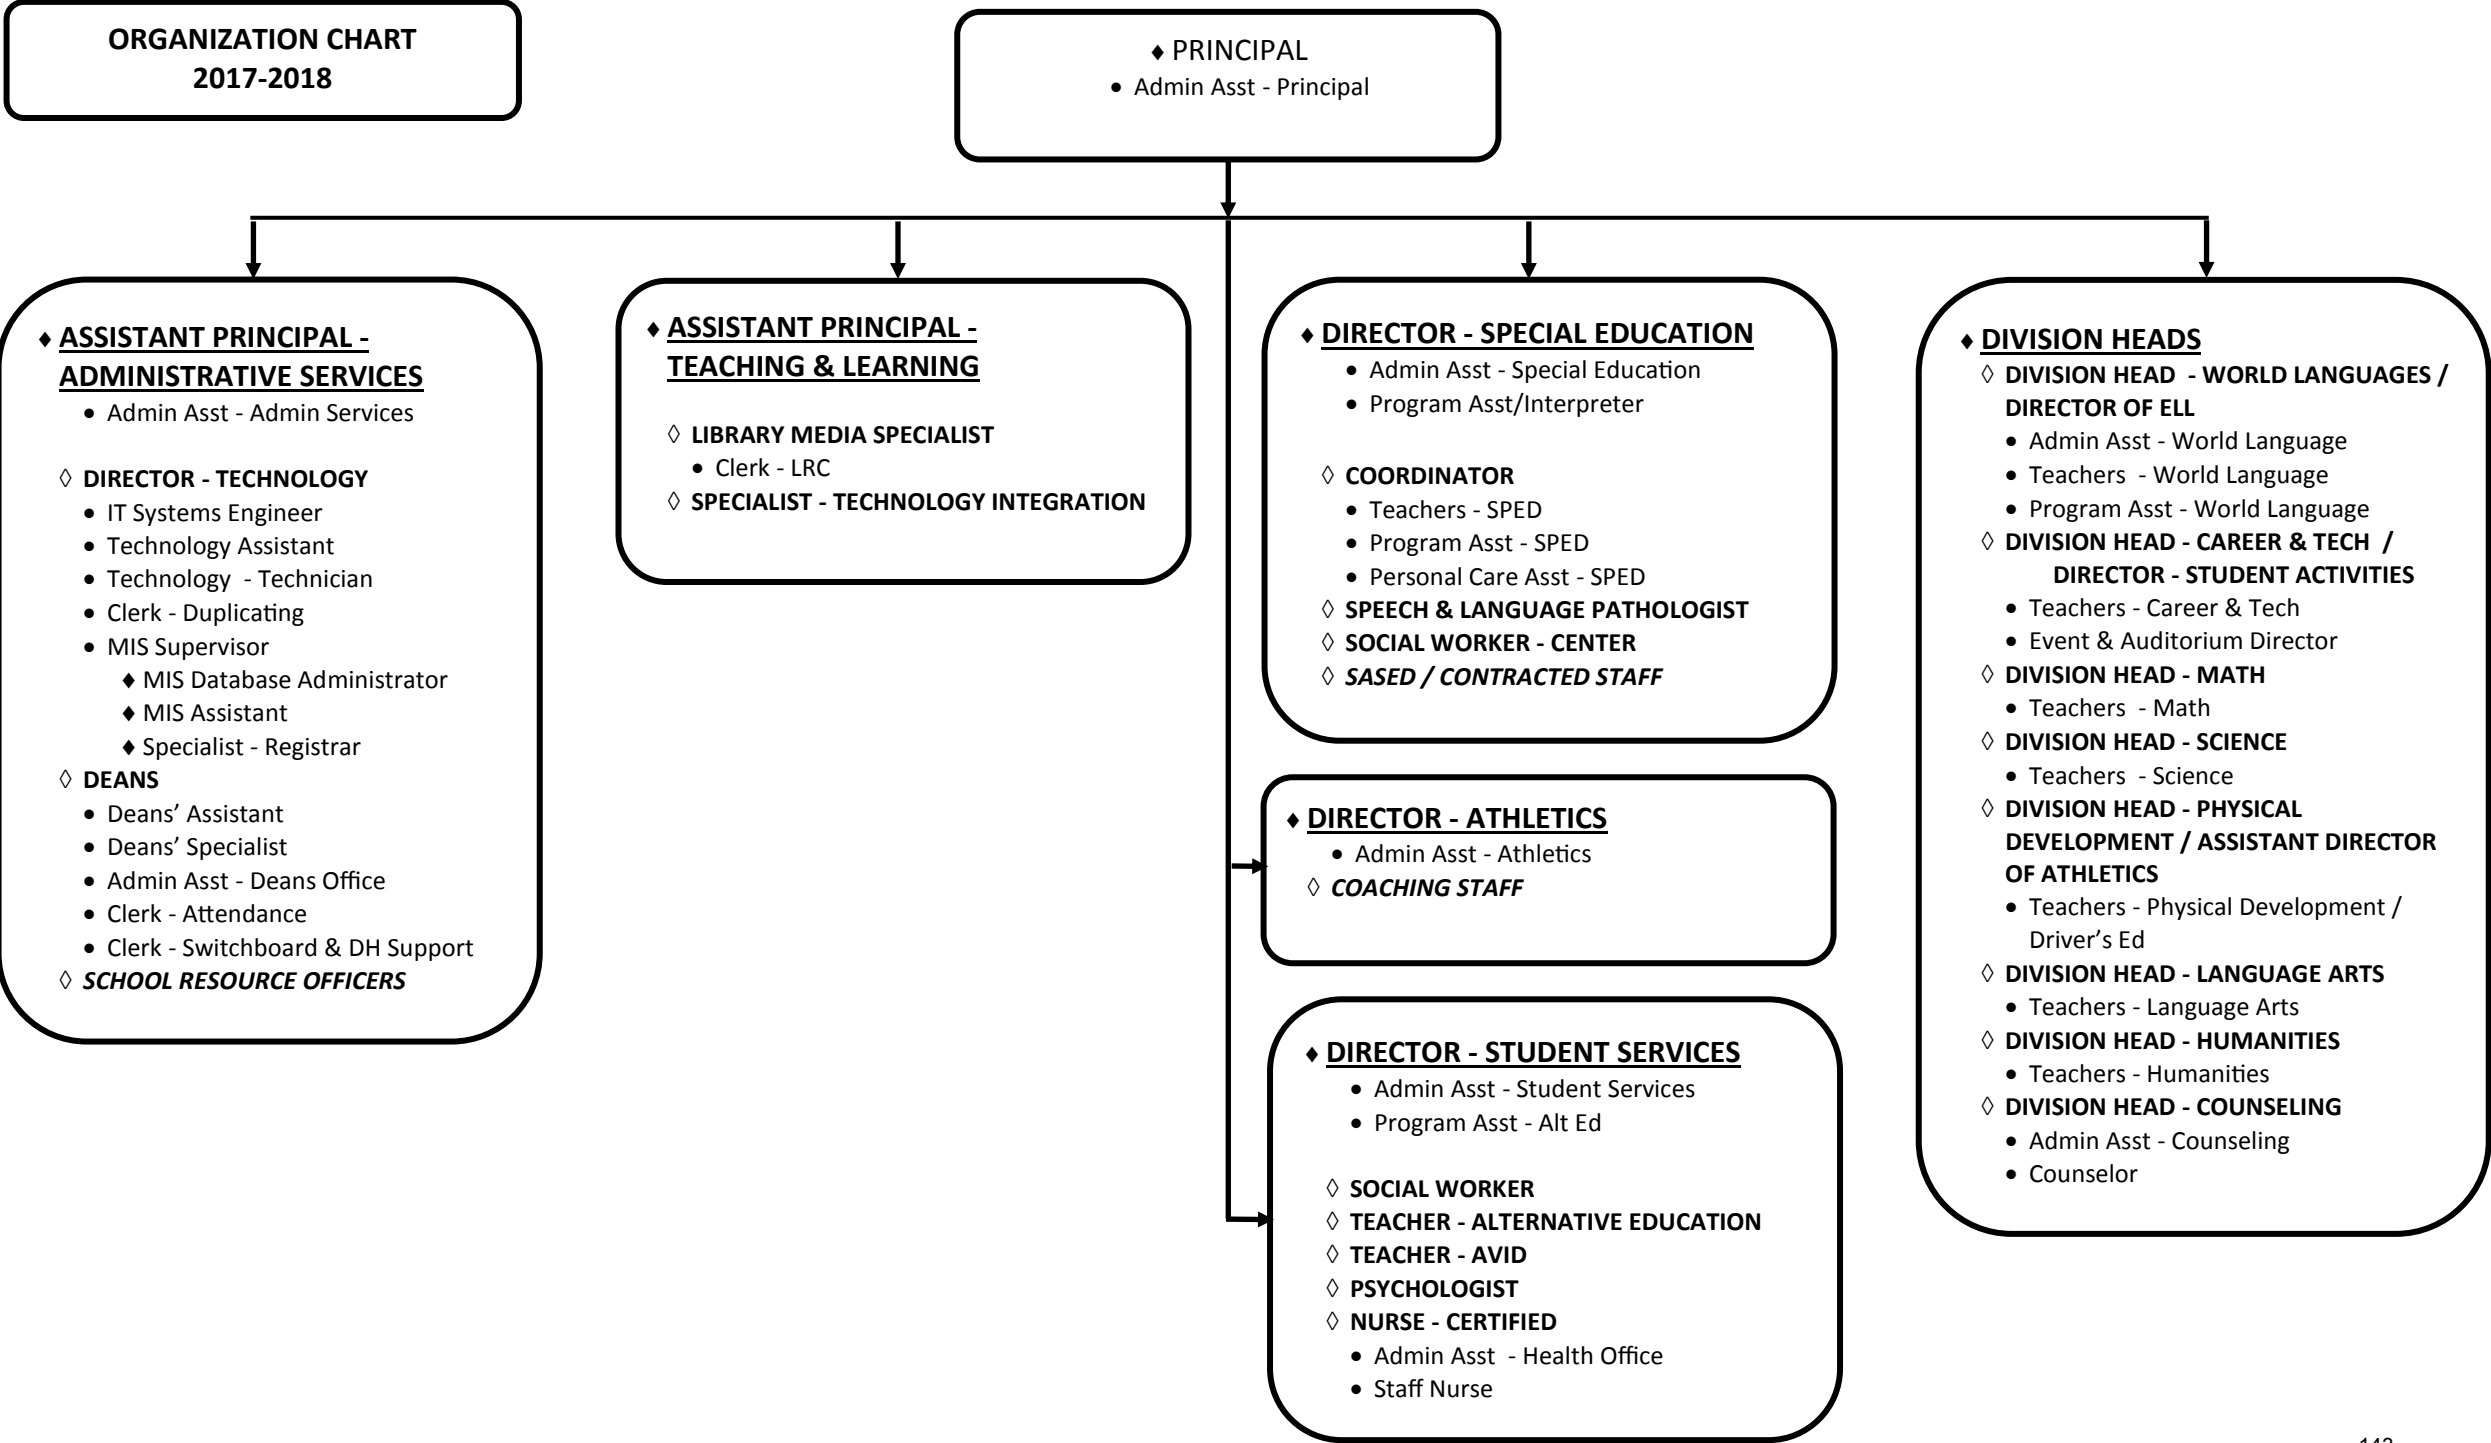 ORGANIZATION CHART
2017-2018
♦ PRINCIPAL
• Admin Asst - Principal
♦ ASSISTANT PRINCIPAL -
ADMINISTRATIVE SERVICES
• Admin Asst - Admin Services
◊ DIRECTOR - TECHNOLOGY
• IT Systems Engineer
• Technology Assistant
• Technology - Technician
• Clerk - Duplicating
• MIS Supervisor
♦ MIS Database Administrator
♦ MIS Assistant
♦ Specialist - Registrar
◊ DEANS
• Deans’ Assistant
• Deans’ Specialist
• Admin Asst - Deans Office
• Clerk - Attendance
• Clerk - Switchboard & DH Support
◊ SCHOOL RESOURCE OFFICERS
♦ ASSISTANT PRINCIPAL -
TEACHING & LEARNING
◊ LIBRARY MEDIA SPECIALIST
• Clerk - LRC
◊ SPECIALIST - TECHNOLOGY INTEGRATION
♦ DIRECTOR - SPECIAL EDUCATION
• Admin Asst - Special Education
• Program Asst/Interpreter
◊ COORDINATOR
• Teachers - SPED
• Program Asst - SPED
• Personal Care Asst - SPED
◊ SPEECH & LANGUAGE PATHOLOGIST
◊ SOCIAL WORKER - CENTER
◊ SASED / CONTRACTED STAFF
♦ DIRECTOR - ATHLETICS
• Admin Asst - Athletics
◊ COACHING STAFF
♦ DIRECTOR - STUDENT SERVICES
• Admin Asst - Student Services
• Program Asst - Alt Ed
◊ SOCIAL WORKER
◊ TEACHER - ALTERNATIVE EDUCATION
◊ TEACHER - AVID
◊ PSYCHOLOGIST
◊ NURSE - CERTIFIED
• Admin Asst - Health Office
• Staff Nurse
♦ DIVISION HEADS
◊ DIVISION HEAD - WORLD LANGUAGES /
DIRECTOR OF ELL
• Admin Asst - World Language
• Teachers - World Language
• Program Asst - World Language
◊ DIVISION HEAD - CAREER & TECH /
DIRECTOR - STUDENT ACTIVITIES
• Teachers - Career & Tech
• Event & Auditorium Director
◊ DIVISION HEAD - MATH
• Teachers - Math
◊ DIVISION HEAD - SCIENCE
• Teachers - Science
◊ DIVISION HEAD - PHYSICAL
DEVELOPMENT / ASSISTANT DIRECTOR
OF ATHLETICS
• Teachers - Physical Development /
Driver’s Ed
◊ DIVISION HEAD - LANGUAGE ARTS
• Teachers - Language Arts
◊ DIVISION HEAD - HUMANITIES
• Teachers - Humanities
◊ DIVISION HEAD - COUNSELING
• Admin Asst - Counseling
• Counselor